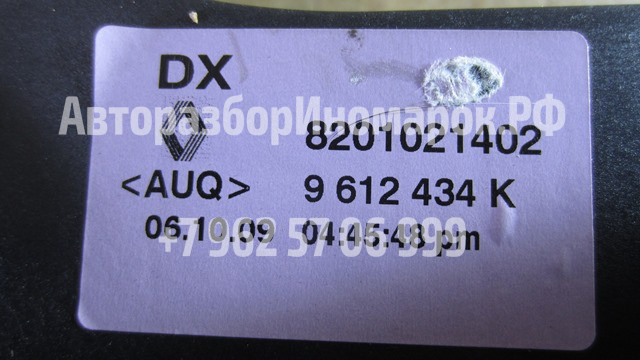 DX
АвторазборИномарок.РФ
8201021402
<AUQ> 9 612 434 K
06.10.09 04:45:48 pm
+7 962 57 06 999